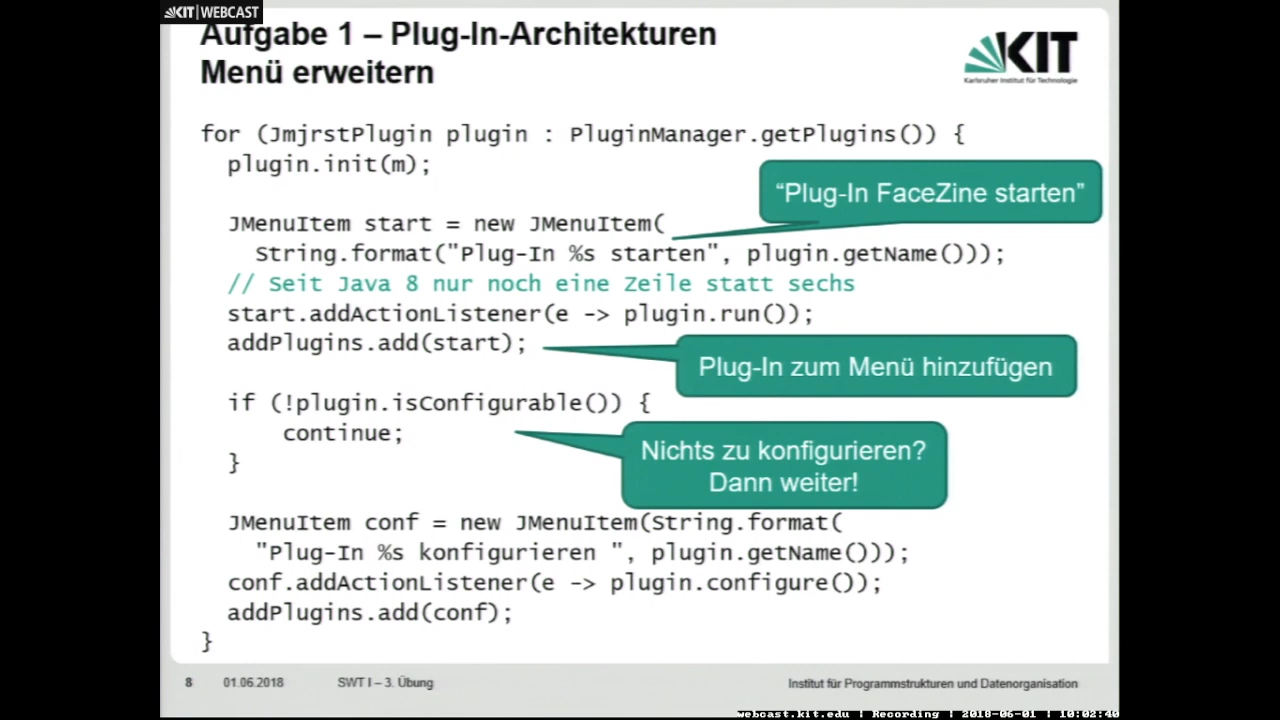 KIT | WEBCAST
Aufgabe 1 – Plug-In-Architekturen
Menü erweitern
KIT
Karlsruher Institut für Technologie
for (JmjrstPlugin plugin : PluginManager.getPlugins()) {
plugin.init(m);
“Plug-In FaceZine starten”
JMenuItem start = new JMenuItem(
String.format("Plug-In %s starten", plugin.getName()));
// Seit Java 8 nur noch eine Zeile statt sechs
start.addActionListener(e -> plugin.run());
addPlugins.add(start);
Plug-In zum Menü hinzufügen
if (!plugin.isConfigurable()) {
continue;
}
Nichts zu konfigurieren?
Dann weiter!
JMenuItem conf = new JMenuItem(String.format(
"Plug-In %s konfigurieren ", plugin.getName()));
conf.addActionListener(e -> plugin.configure());
addPlugins.add(conf);
}
8 01.06.2018 SWT I – 3. Übung Institut für Programmstrukturen und Datenorganisation
webcast.kit.edu | Recording | 2018-06-01 | 10:02:40